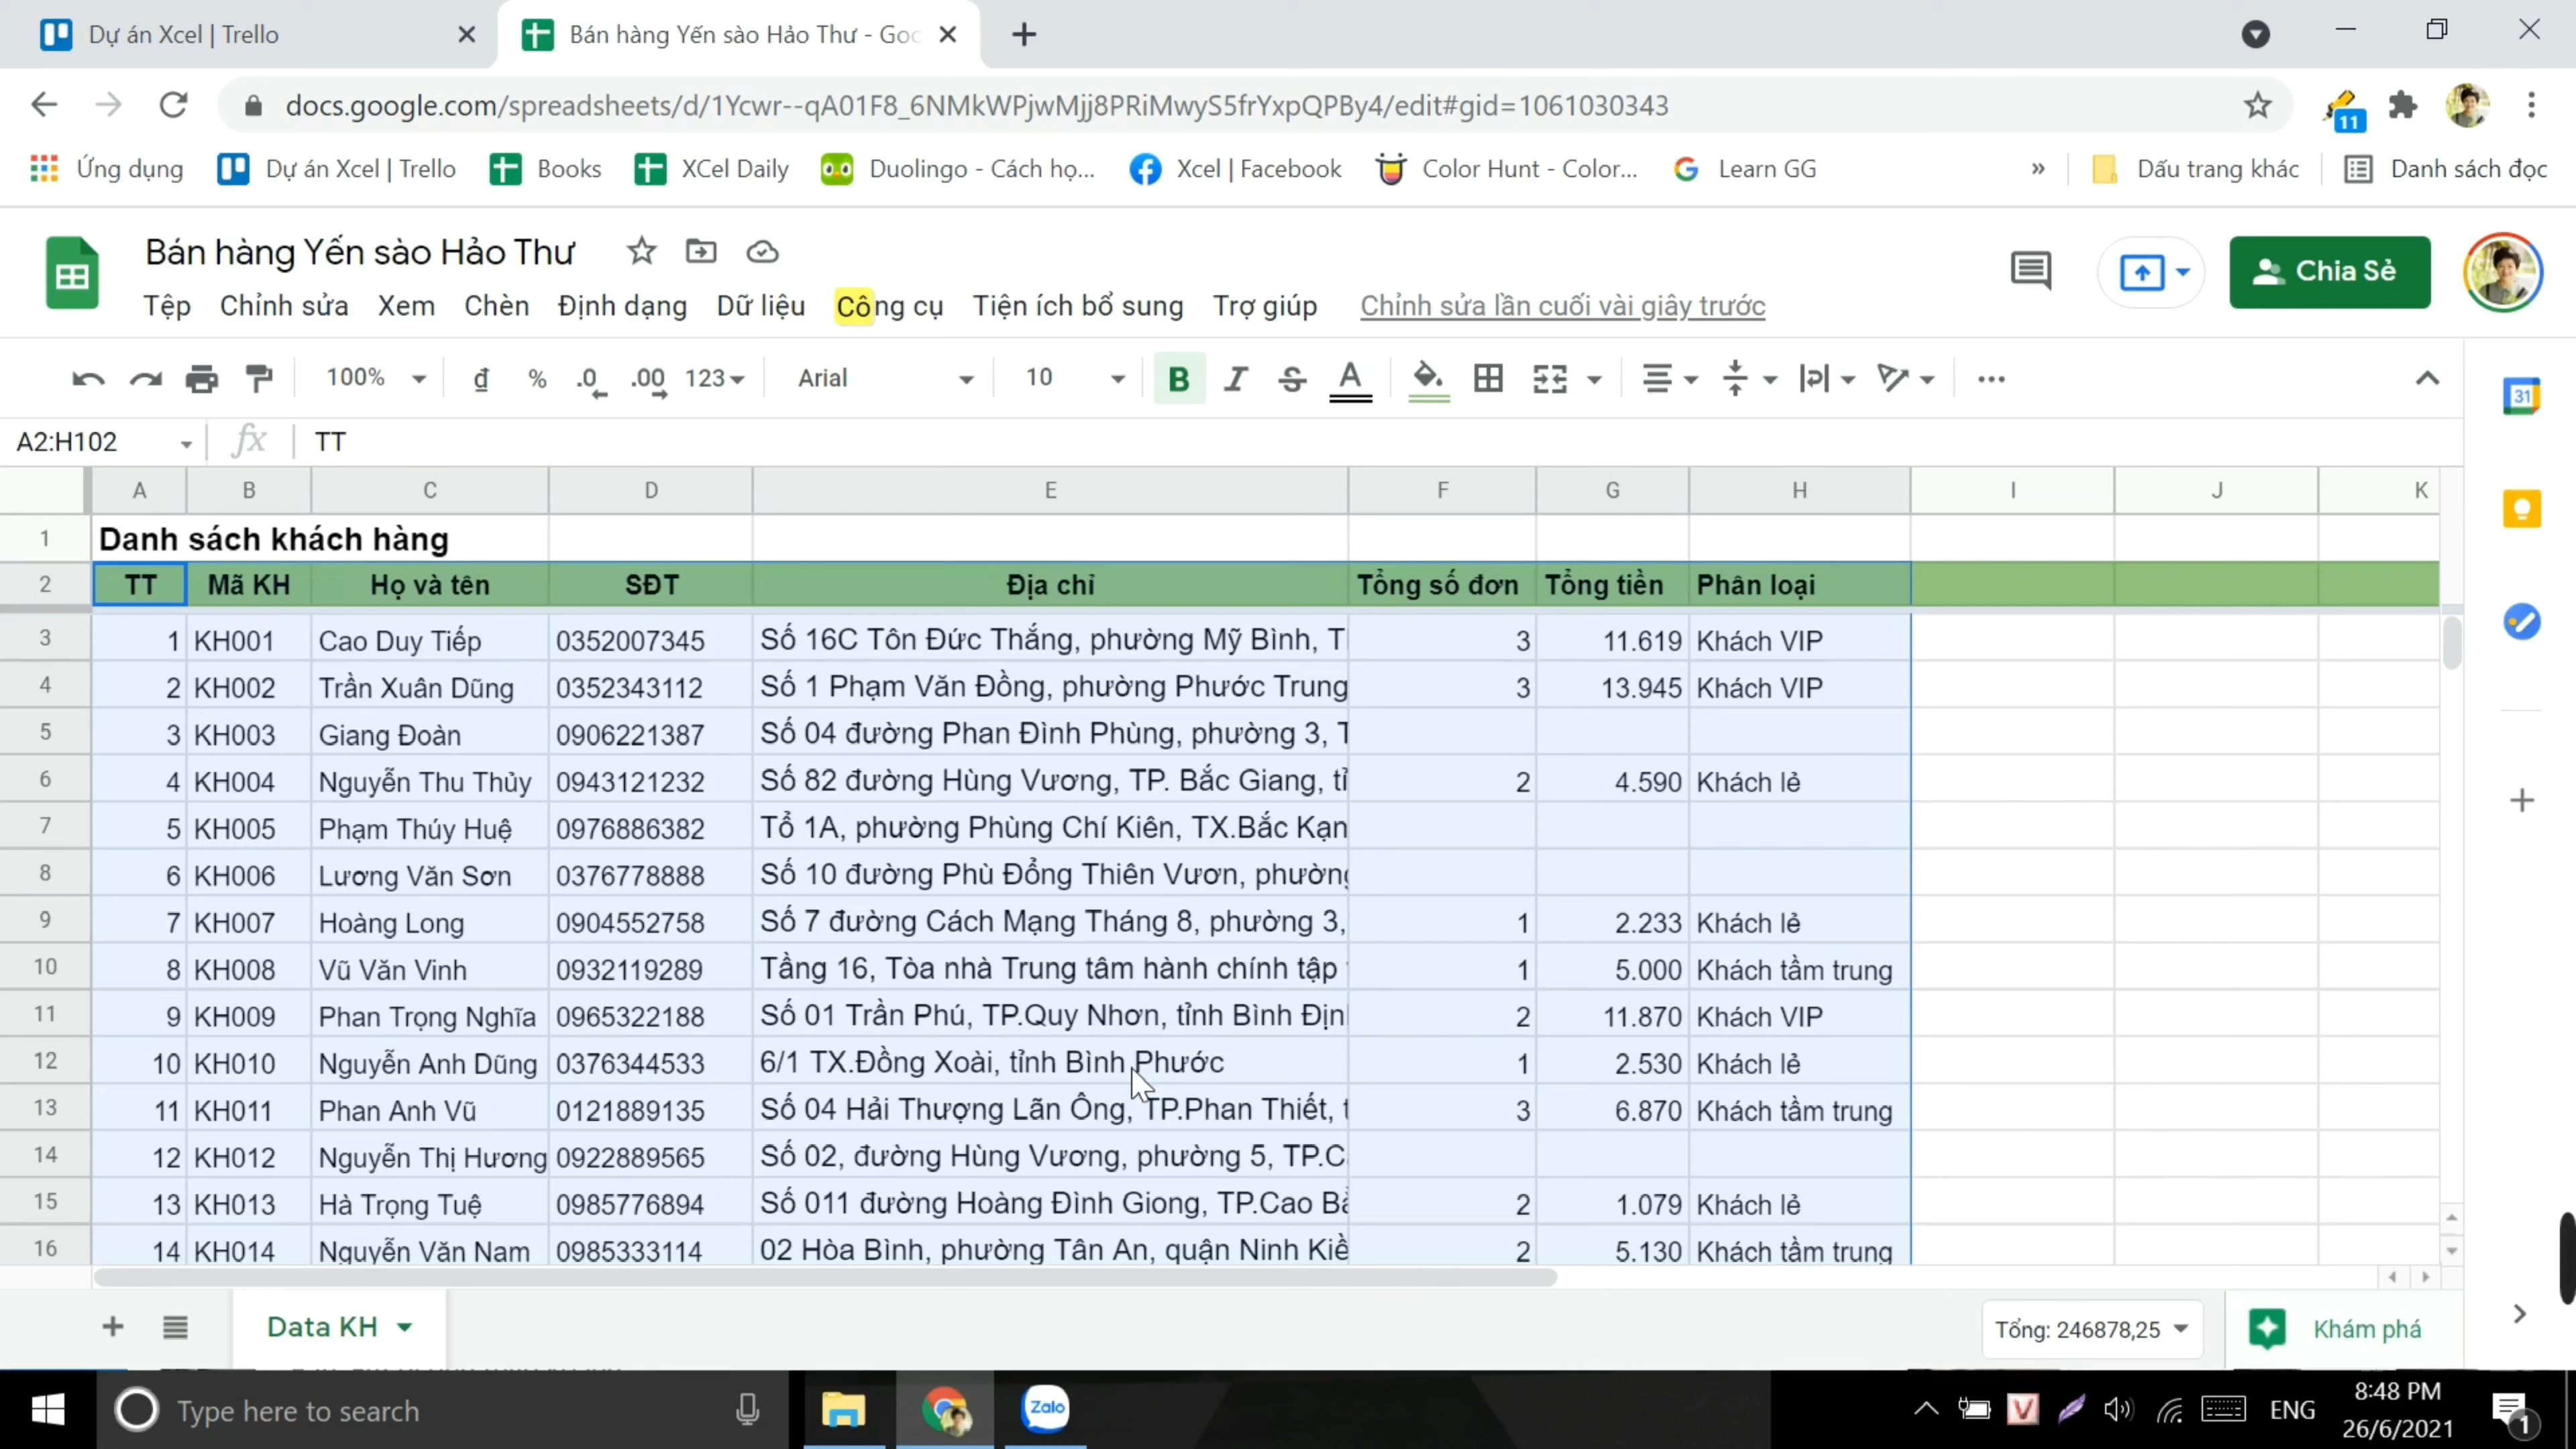 Dự án Xcel | Trello
Bán hàng Yến sào Hảo Thư - Goo
docs.google.com/spreadsheets/d/1Ycwr--qA01F8_6NMkWPjwMjj8PRiMwyS5frYxpQPBy4/edit#gid=1061030343
11
Ứng dụng Dự án Xcel | Trello Books XCel Daily Duolingo - Cách họ... Xcel | Facebook Color Hunt - Color... Learn GG » Dấu trang khác Danh sách đọc
Bán hàng Yến sào Hảo Thư
Chia Sẻ
Tệp Chỉnh sửa Xem Chèn Định dạng Dữ liệu Công cụ Tiện ích bổ sung Trợ giúp Chỉnh sửa lần cuối vài giây trước
100% đ % .0 .00 123 Arial 10 B I S A
31
A2:H102 fx TT
A B C D E F G H I J K
1 Danh sách khách hàng
2 TT Mã KH Họ và tên SĐT Địa chỉ Tổng số đơn Tổng tiền Phân loại
3 1 KH001 Cao Duy Tiếp 0352007345 Số 16C Tôn Đức Thắng, phường Mỹ Bình, T 3 11.619 Khách VIP
4 2 KH002 Trần Xuân Dũng 0352343112 Số 1 Phạm Văn Đồng, phường Phước Trung 3 13.945 Khách VIP
5 3 KH003 Giang Đoàn 0906221387 Số 04 đường Phan Đình Phùng, phường 3, T
6 4 KH004 Nguyễn Thu Thủy 0943121232 Số 82 đường Hùng Vương, TP. Bắc Giang, tỉ 2 4.590 Khách lẻ
7 5 KH005 Phạm Thúy Huệ 0976886382 Tổ 1A, phường Phùng Chí Kiên, TX.Bắc Kạn
8 6 KH006 Lương Văn Sơn 0376778888 Số 10 đường Phù Đổng Thiên Vươn, phường
9 7 KH007 Hoàng Long 0904552758 Số 7 đường Cách Mạng Tháng 8, phường 3, 1 2.233 Khách lẻ
10 8 KH008 Vũ Văn Vinh 0932119289 Tầng 16, Tòa nhà Trung tâm hành chính tập 1 5.000 Khách tầm trung
11 9 KH009 Phan Trọng Nghĩa 0965322188 Số 01 Trần Phú, TP.Quy Nhơn, tỉnh Bình Định 2 11.870 Khách VIP
12 10 KH010 Nguyễn Anh Dũng 0376344533 6/1 TX.Đồng Xoài, tỉnh Bình Phước 1 2.530 Khách lẻ
13 11 KH011 Phan Anh Vũ 0121889135 Số 04 Hải Thượng Lãn Ông, TP.Phan Thiết, t 3 6.870 Khách tầm trung
14 12 KH012 Nguyễn Thị Hương 0922889565 Số 02, đường Hùng Vương, phường 5, TP.C
15 13 KH013 Hà Trọng Tuệ 0985776894 Số 011 đường Hoàng Đình Giong, TP.Cao Bằ 2 1.079 Khách lẻ
16 14 KH014 Nguyễn Văn Nam 0985333114 02 Hòa Bình, phường Tân An, quận Ninh Kiề 2 5.130 Khách tầm trung
Data KH Tổng: 246878,25 Khám phá
Type here to search Zalo V ENG 8:48 PM
26/6/2021 1